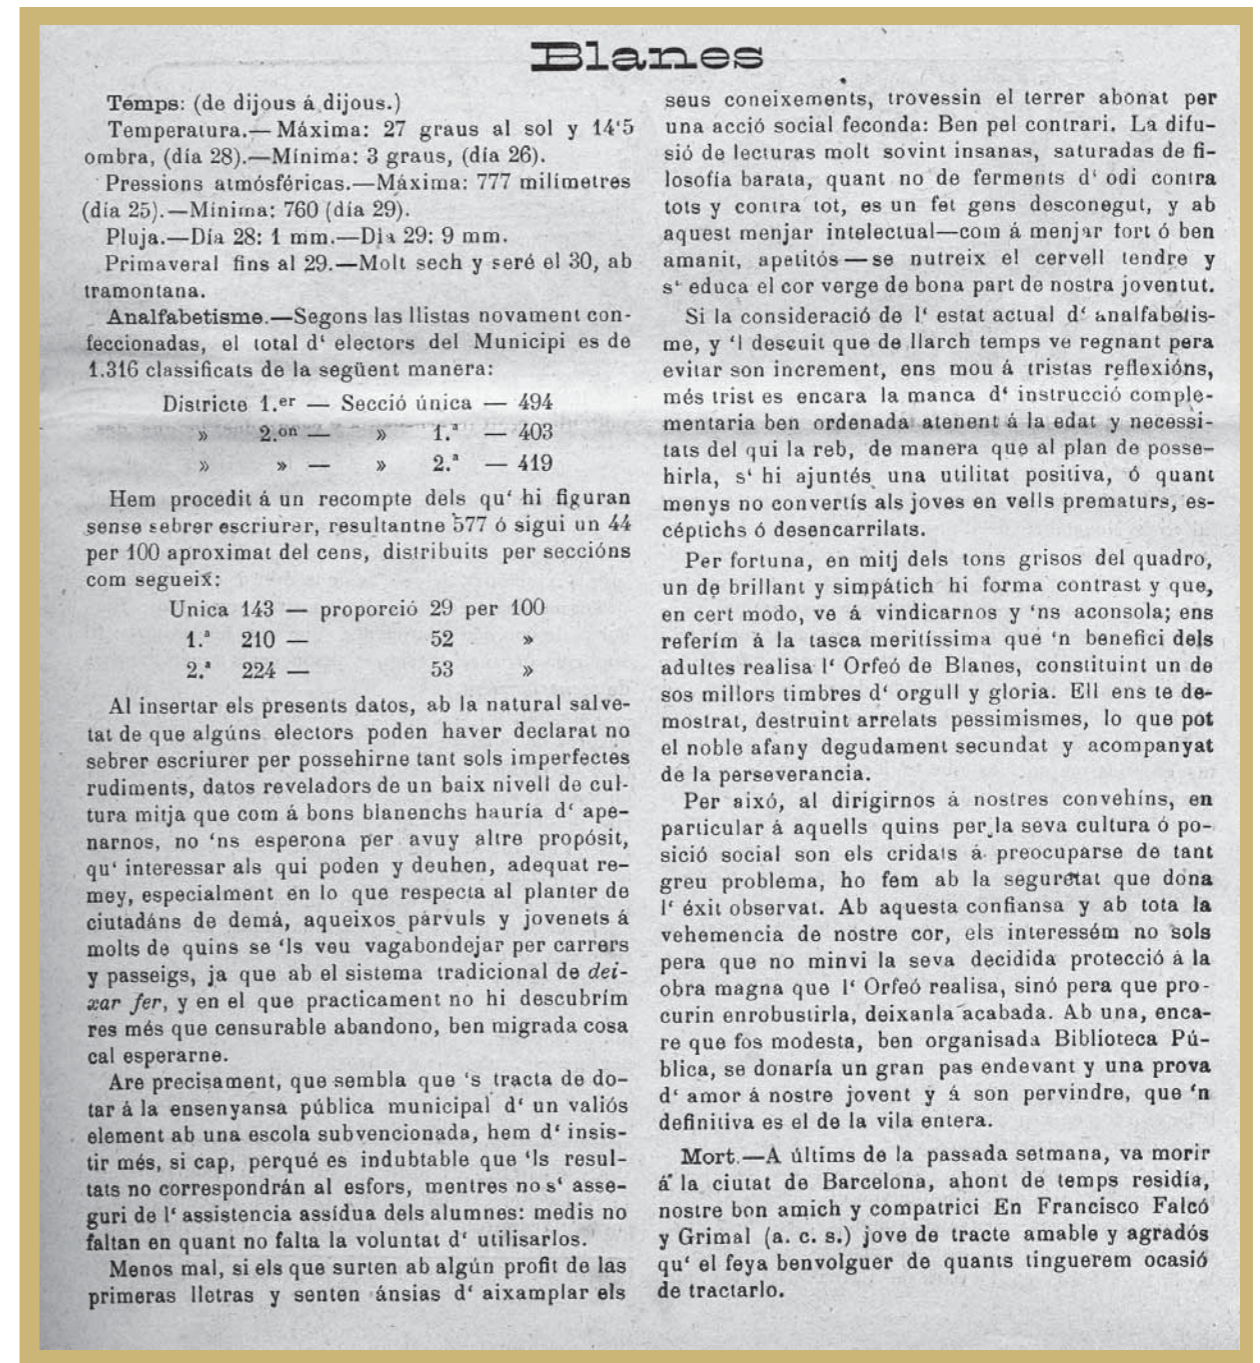 Blanes
Temps: (de dijous á dijous.)
Temperatura.— Máxima: 27 graus al sol y 14'5
ombra, (día 28).—Mínima: 3 graus, (día 26).
Pressions atmósféricas.—Máxima: 777 milímetres
(día 25).—Mínima: 760 (día 29).
Pluja.—Día 28: 1 mm.—Día 29: 9 mm.
Primaveral fins al 29.—Molt sech y seré el 30, ab
tramontana.
Analfabetisme.—Segons las llistas novament con-
feccionadas, el total d' electors del Municipi es de
1.316 classificats de la següent manera:
Districte 1.er — Secció única — 494
» 2.on — » 1.ª — 403
» » — » 2.ª — 419
Hem procedit á un recompte dels qu' hi figuran
sense sebrer escriurer, resultantne 577 ó sigui un 44
per 100 aproximat del cens, distribuits per seccións
com segueix:
Unica 143 — proporció 29 per 100
1.ª 210 — 52 »
2.ª 224 — 53 »
Al insertar els presents datos, ab la natural salve-
tat de que algúns electors poden haver declarat no
sebrer escriurer per possehirne tant sols imperfectes
rudiments, datos reveladors de un baix nivell de cul-
tura mitja que com á bons blanenchs hauría d' ape-
narnos, no 'ns esperona per avuy altre propósit,
qu' interessar als qui poden y deuhen, adequat re-
mey, especialment en lo que respecta al planter de
ciutadáns de demá, aqueixos párvuls y jovenets á
molts de quins se 'ls veu vagabondejar per carrers
y passeigs, ja que ab el sistema tradicional de dei-
xar fer, y en el que practicament no hi descubrím
res més que censurable abandono, ben migrada cosa
cal esperarne.
Are precisament, que sembla que 's tracta de do-
tar á la ensenyansa pública municipal d' un valiós
element ab una escola subvencionada, hem d' insis-
tir més, si cap, perqué es indubtable que 'ls resul-
tats no correspondrán al esfors, mentres no s' asse-
guri de l' assistencia assídua dels alumnes: medis no
faltan en quant no falta la voluntat d' utilisarlos.
Menos mal, si els que surten ab algún profit de las
primeras lletras y senten ánsias d' aixamplar els
seus coneixements, trovessin el terrer abonat per
una acció social feconda: Ben pel contrari. La difu-
sió de lecturas molt sovint insanas, saturadas de fi-
losofía barata, quant no de ferments d' odi contra
tots y contra tot, es un fet gens desconegut, y ab
aquest menjar intelectual—com á menjar fort ó ben
amanit, apetitós—se nutreix el cervell tendre y
s' educa el cor verge de bona part de nostra joventut.
Si la consideració de l' estat actual d' analfabetis-
me, y 'l descuit que de llarch temps ve regnant pera
evitar son increment, ens mou á tristas reflexións,
més trist es encara la manca d' instrucció comple-
mentaria ben ordenada atenent á la edat y necessi-
tats del qui la reb, de manera que al plan de posse-
hirla, s' hi ajuntés una utilitat positiva, ó quant
menys no convertís als joves en vells prematurs, es-
céptichs ó desencarrilats.
Per fortuna, en mitj dels tons grisos del quadro,
un de brillant y simpátich hi forma contrast y que,
en cert modo, ve á vindicarnos y 'ns aconsola; ens
referím á la tasca meritíssima que 'n benefici dels
adultes realisa l' Orfeó de Blanes, constituint un de
sos millors timbres d' orgull y gloria. Ell ens te de-
mostrat, destruint arrelats pessimismes, lo que pot
el noble afany degudament secundat y acompanyat
de la perseverancia.
Per aixó, al dirigirnos á nostres convehíns, en
particular á aquells quins per la seva cultura ó po-
sició social son els cridats á preocuparse de tant
greu problema, ho fem ab la seguretat que dona
l' éxit observat. Ab aquesta confiansa y ab tota la
vehemencia de nostre cor, els interessém no sols
pera que no minvi la seva decidida protecció á la
obra magna que l' Orfeó realisa, sinó pera que pro-
curin enrobustirla, deixanla acabada. Ab una, enca-
re que fos modesta, ben organisada Biblioteca Pú-
blica, se donaría un gran pas endevant y una prova
d' amor á nostre jovent y á son pervindre, que 'n
definitiva es el de la vila entera.
Mort.—A últims de la passada setmana, va morir
á la ciutat de Barcelona, ahont de temps residía,
nostre bon amich y compatrici En Francisco Falcó
y Grimal (a. c. s.) jove de tracte amable y agradós
qu' el feya benvolguer de quants tinguerem ocasió
de tractarlo.